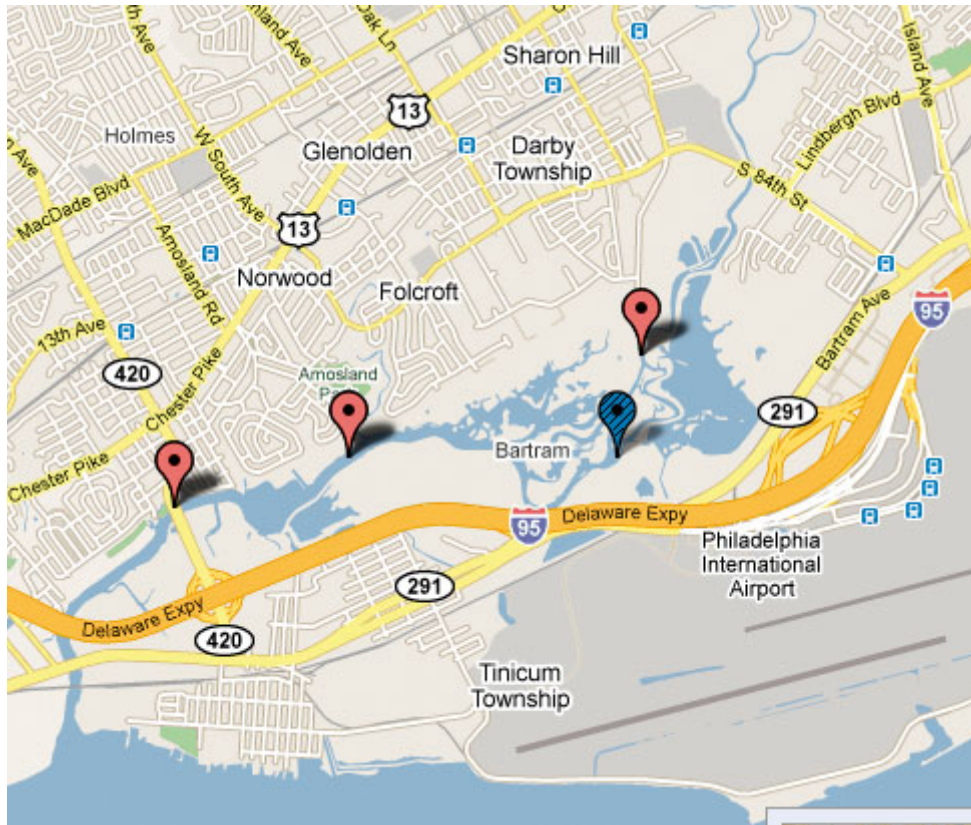 Oak Ln
Sharon Hill
Island Ave
13
Holmes
W South Ave
Glenolden
Darby
Township
Lindbergh Blvd
MacDade Blvd
S 84th St
13
Amosland Rd
Norwood
Folcroft
13th Ave
95
Bartram Ave
420
Chester Pike
Amosland
291
Chester Pike
Bartram
95
Delaware Expy
Philadelphia
International
Airport
291
Delaware Expy
420
Tinicum
Township